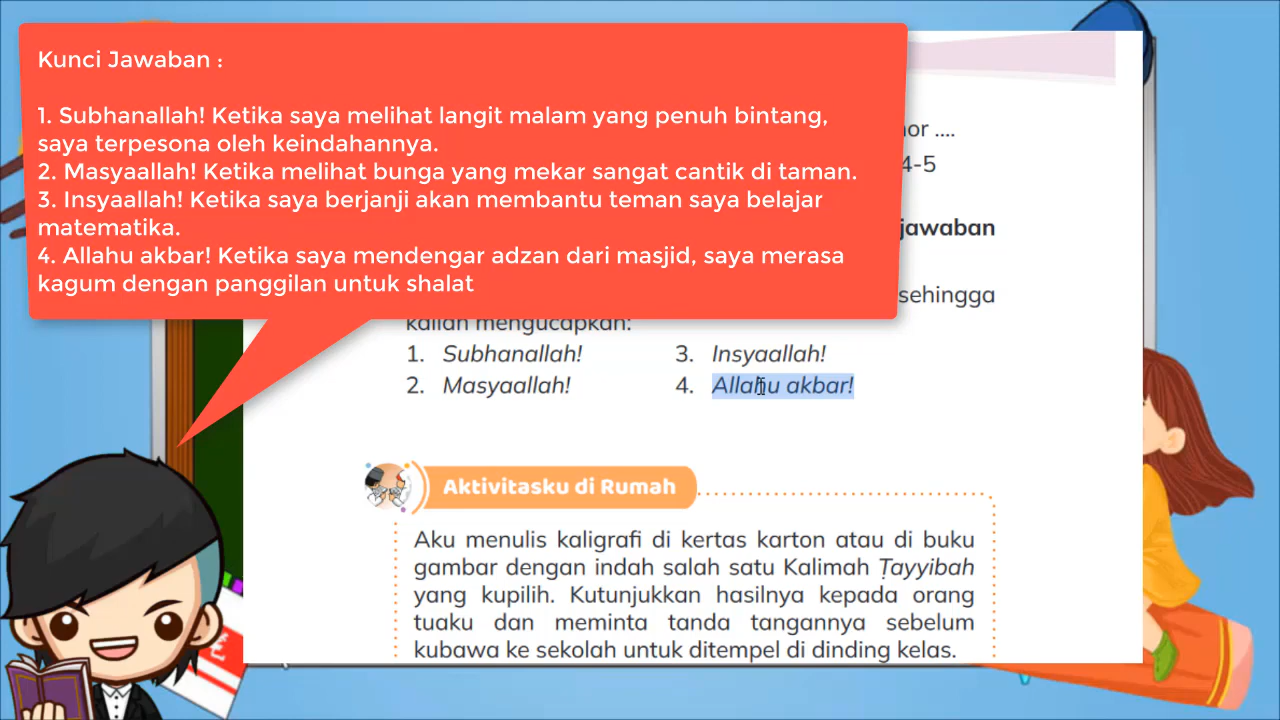 Kunci Jawaban :
1. Subhanallah! Ketika saya melihat langit malam yang penuh bintang,
saya terpesona oleh keindahannya.
2. Masyaallah! Ketika melihat bunga yang mekar sangat cantik di taman.
3. Insyaallah! Ketika saya berjanji akan membantu teman saya belajar
matematika.
4. Allahu akbar! Ketika saya mendengar adzan dari masjid, saya merasa
kagum dengan panggilan untuk shalat
....
4-5
jawaban
sehingga
kalian mengucapkan:
1. Subhanallah! 3. Insyaallah!
2. Masyaallah! 4. Allahu akbar!
Aktivitasku di Rumah
Aku menulis kaligrafi di kertas karton atau di buku
gambar dengan indah salah satu Kalimah Ṭayyibah
yang kupilih. Kutunjukkan hasilnya kepada orang
tuaku dan meminta tanda tangannya sebelum
kubawa ke sekolah untuk ditempel di dinding kelas.